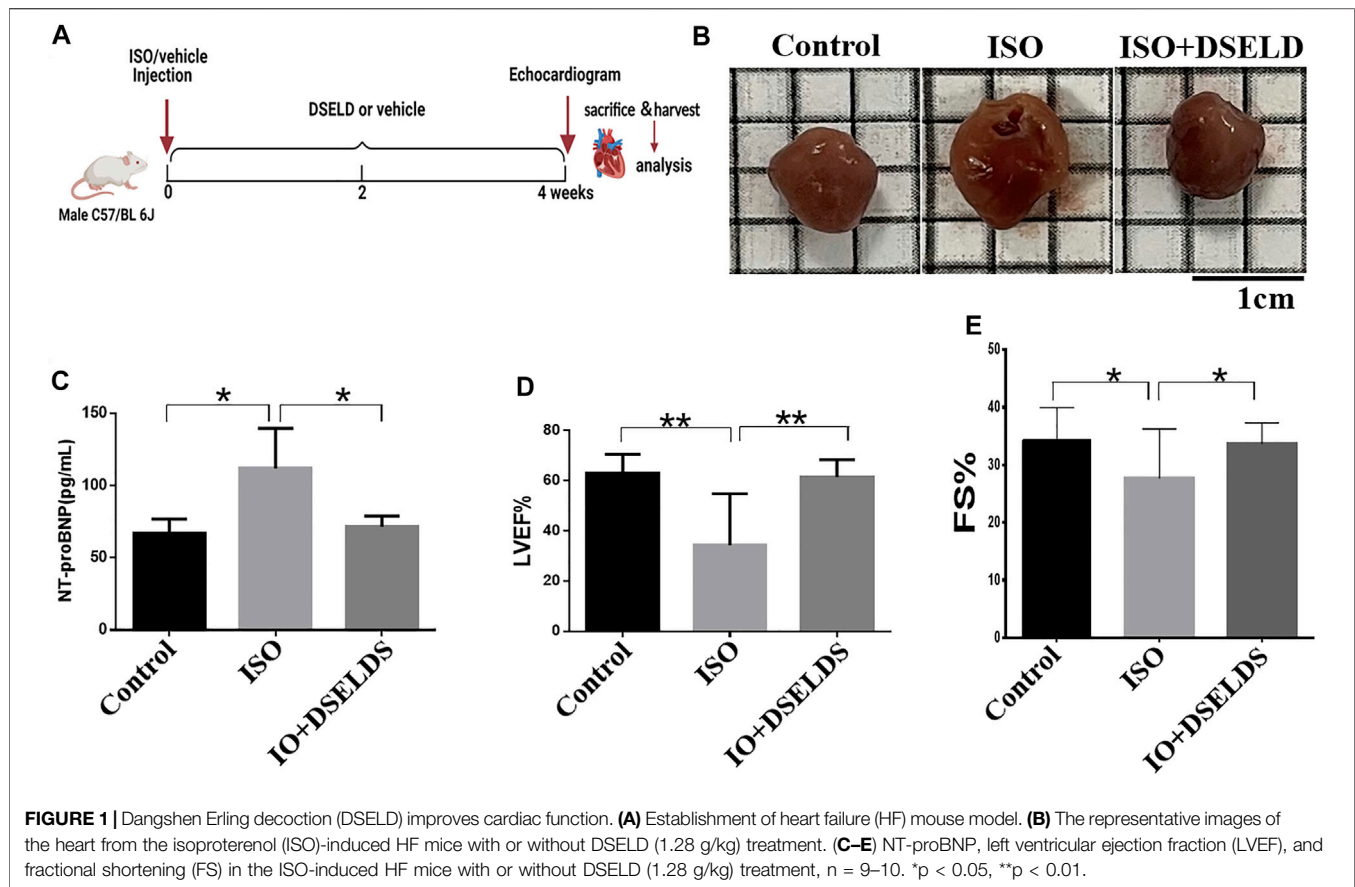 A
ISO/vehicle
Injection
DSELD or vehicle
Echocardiogram
sacrifice & harvest
analysis
0
2
4 weeks
Male C57/BL 6J
B
Control
ISO
ISO+DSELD
1cm
C
NT-proBNP(pg/mL)
150
100
50
0
*
*
Control
ISO
IO+DSELDS
D
LVEF%
80
60
40
20
0
**
**
Control
ISO
IO+DSELDS
E
FS%
50
40
30
20
10
0
*
*
Control
ISO
IO+DSELDS
FIGURE 1 | Dangshen Erling decoction (DSELD) improves cardiac function. (A) Establishment of heart failure (HF) mouse model. (B) The representative images of
the heart from the isoproterenol (ISO)-induced HF mice with or without DSELD (1.28 g/kg) treatment. (C–E) NT-proBNP, left ventricular ejection fraction (LVEF), and
fractional shortening (FS) in the ISO-induced HF mice with or without DSELD (1.28 g/kg) treatment, n = 9–10. *p < 0.05, **p < 0.01.